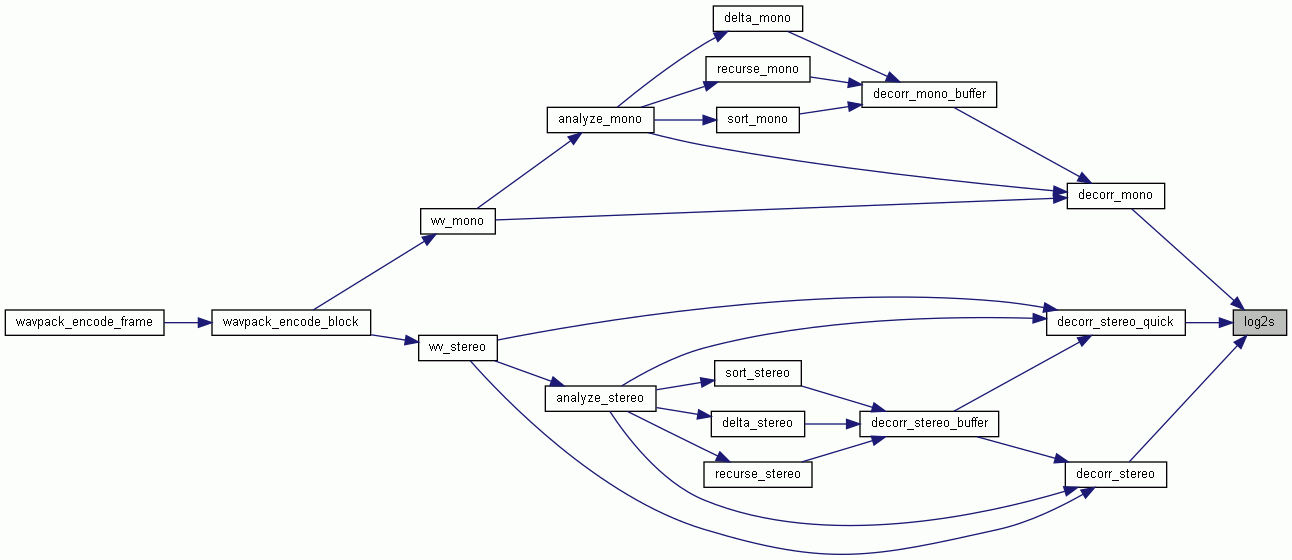 delta_mono
recurse_mono
decorr_mono_buffer
analyze_mono
sort_mono
decorr_mono
wv_mono
wavpack_encode_frame
wavpack_encode_block
decorr_stereo_quick
log2s
wv_stereo
sort_stereo
analyze_stereo
delta_stereo
decorr_stereo_buffer
recurse_stereo
decorr_stereo